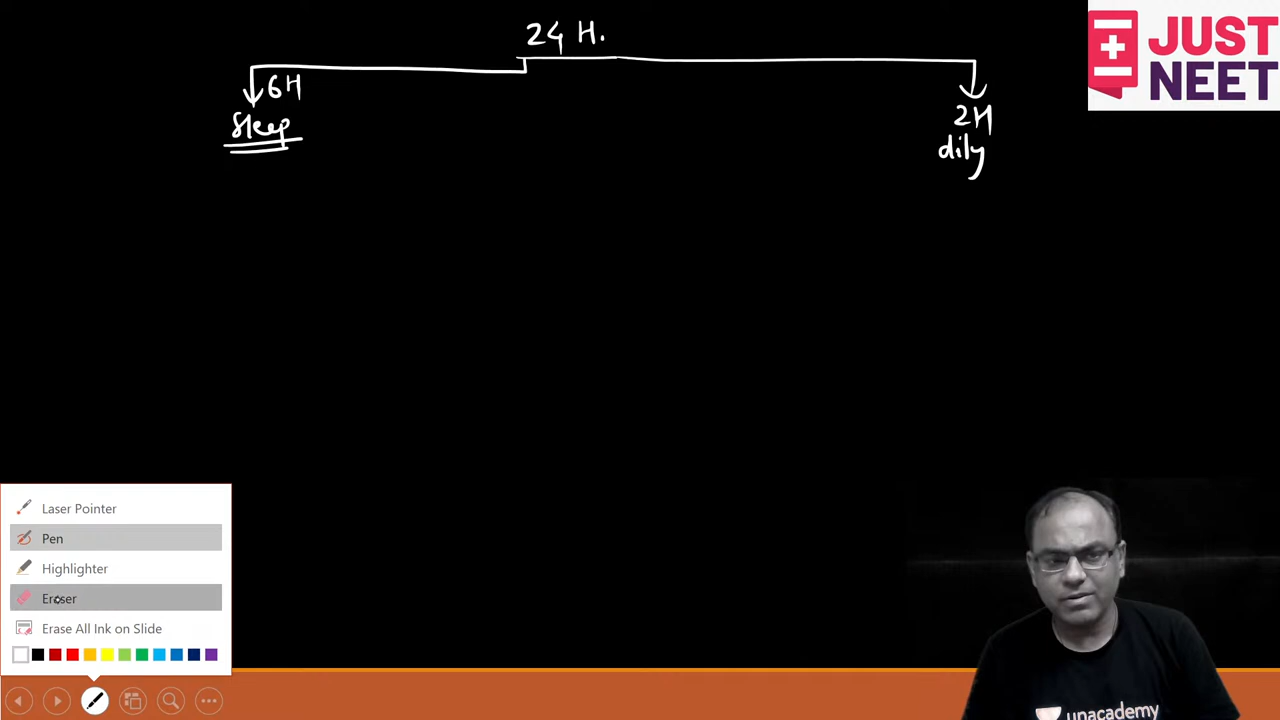 24 H.
6H
Sleep
2H
dily
JUST
NEET
Laser Pointer
Pen
Highlighter
Eraser
Erase All Ink on Slide
unacademy